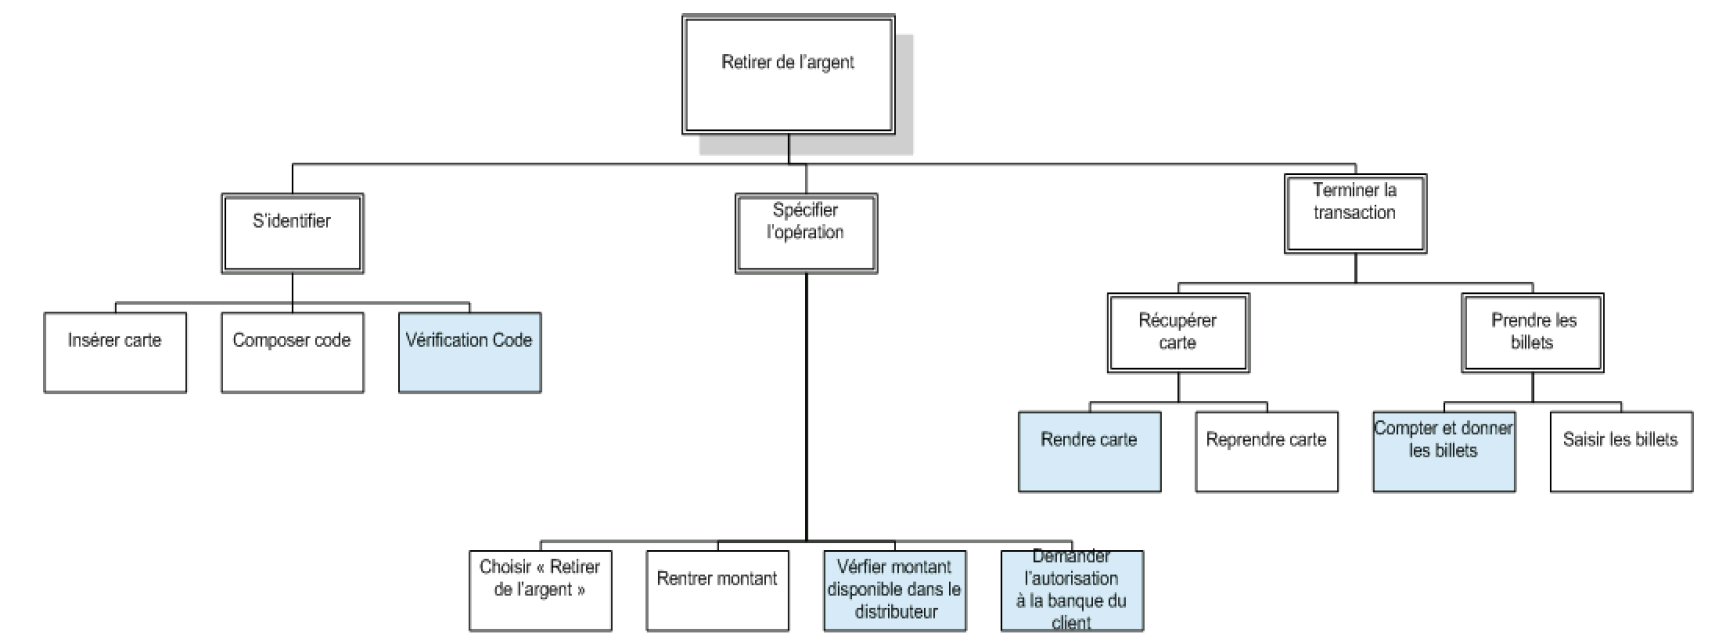 Retirer de l'argent
S'identifier
Spécifier
l'opération
Terminer la
transaction
Insérer carte
Composer code
Vérification Code
Récupérer
carte
Prendre les
billets
Rendre carte
Reprendre carte
Compter et donner
les billets
Saisir les billets
Choisir « Retirer
de l'argent »
Rentrer montant
Vérfier montant
disponible dans le
distributeur
Demander
l'autorisation
à la banque du
client